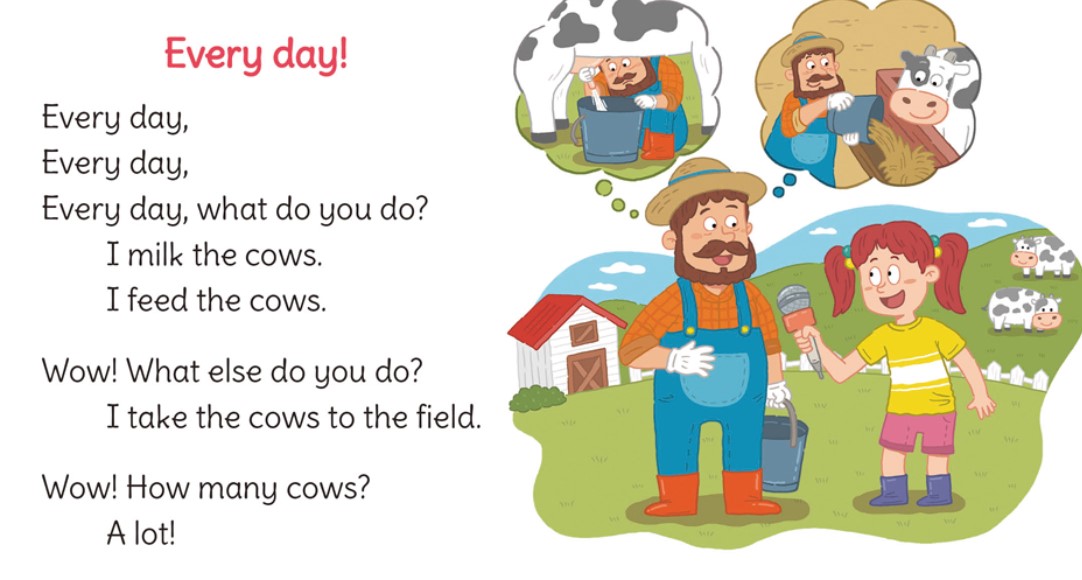 Every day!
Every day,
Every day,
Every day, what do you do?
I milk the cows.
I feed the cows.
Wow! What else do you do?
I take the cows to the field.
Wow! How many cows?
A lot!